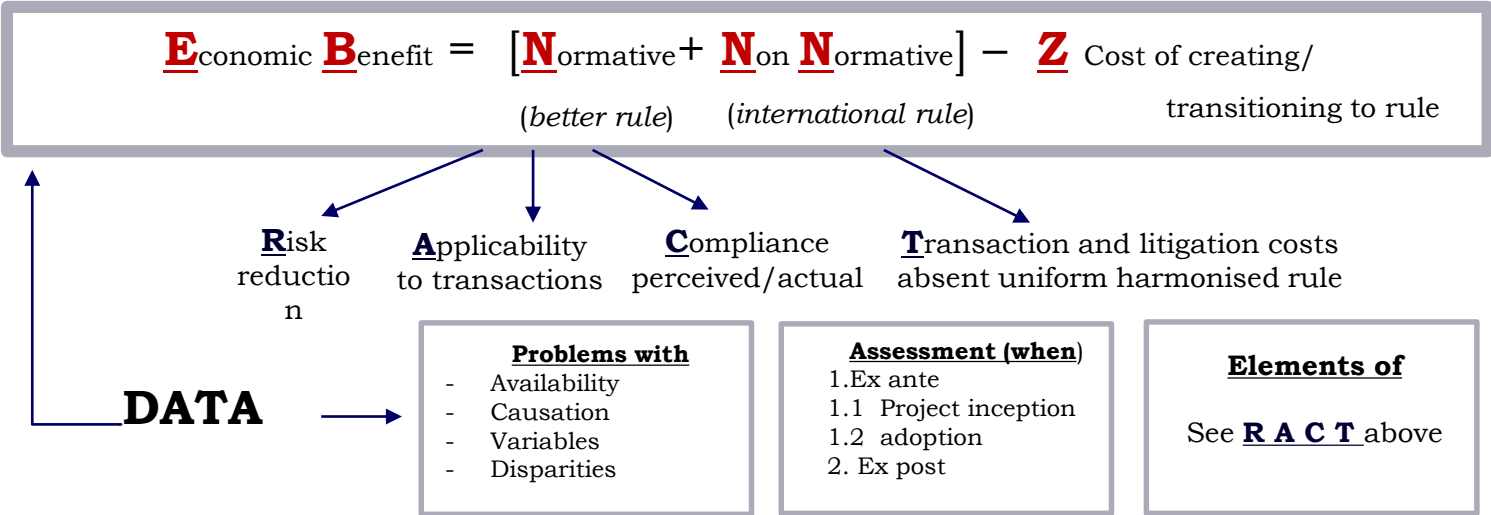 Economic Benefit = [Normative+ Non Normative] – Z Cost of creating/
(better rule) (international rule) transitioning to rule
Risk
reductio
n
Applicability
to transactions
Compliance
perceived/actual
Transaction and litigation costs
absent uniform harmonised rule
DATA
Problems with
- Availability
- Causation
- Variables
- Disparities
Assessment (when)
1.Ex ante
1.1 Project inception
1.2 adoption
2. Ex post
Elements of
See R A C T above